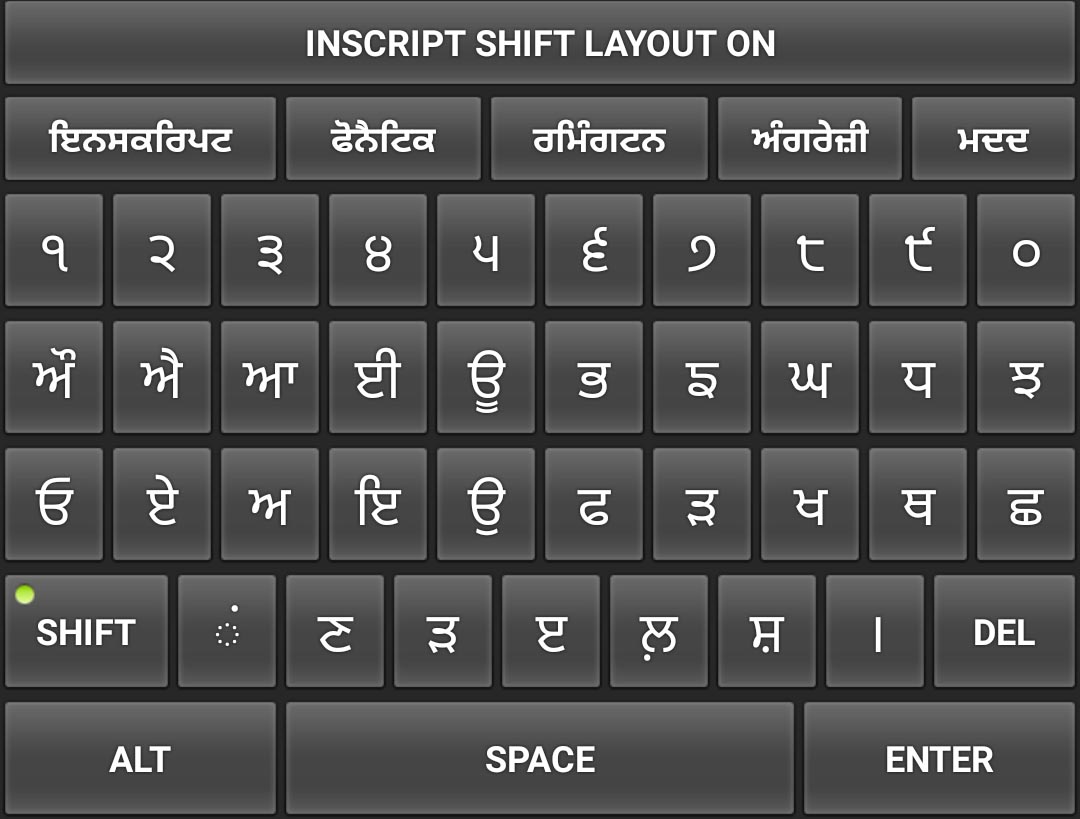 INSCRIPT SHIFT LAYOUT ON
ਇਨਸਕਰਿਪਟ ਫੋਨੈਟਿਕ ਰਮਿੰਗਟਨ ਅੰਗਰੇਜ਼ੀ ਮਦਦ
੧ ੨ ੩ ੪ ੫ ੬ ੭ ੮ ੯ ੦
ਔ ਐ ਆ ਈ ਊ ਭ ਙ ਘ ਧ ਝ
ਓ ਏ ਅ ਇ ਉ ਫ ੜ ਖ ਥ ਛ
SHIFT ਂ ਣ ੜ ੲ ਲ਼ ਸ਼ । DEL
ALT SPACE ENTER